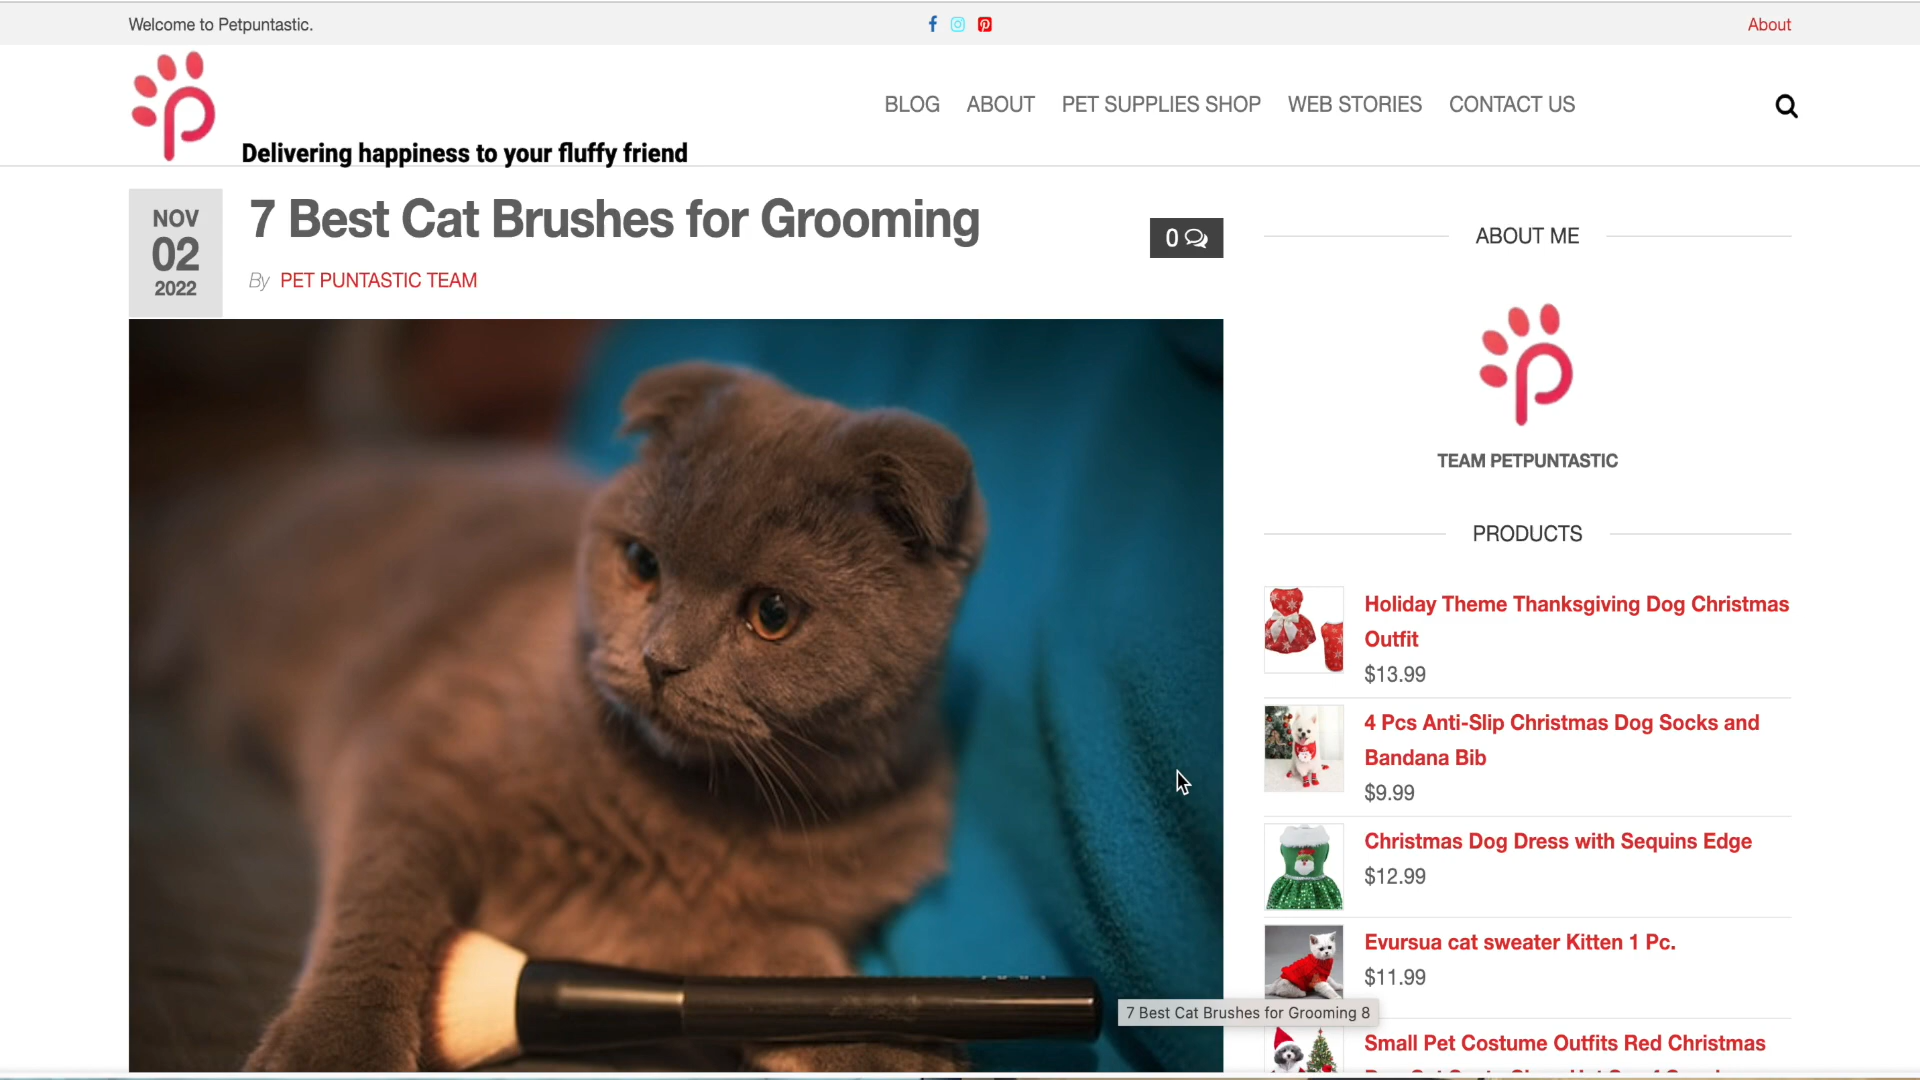 Welcome to Petpuntastic.
About
BLOG ABOUT PET SUPPLIES SHOP WEB STORIES CONTACT US
Delivering happiness to your fluffy friend
NOV
02
2022
7 Best Cat Brushes for Grooming
0
By PET PUNTASTIC TEAM
ABOUT ME
TEAM PETPUNTASTIC
PRODUCTS
Holiday Theme Thanksgiving Dog Christmas
Outfit
$13.99
4 Pcs Anti-Slip Christmas Dog Socks and
Bandana Bib
$9.99
Christmas Dog Dress with Sequins Edge
$12.99
Evursua cat sweater Kitten 1 Pc.
$11.99
7 Best Cat Brushes for Grooming 8
Small Pet Costume Outfits Red Christmas